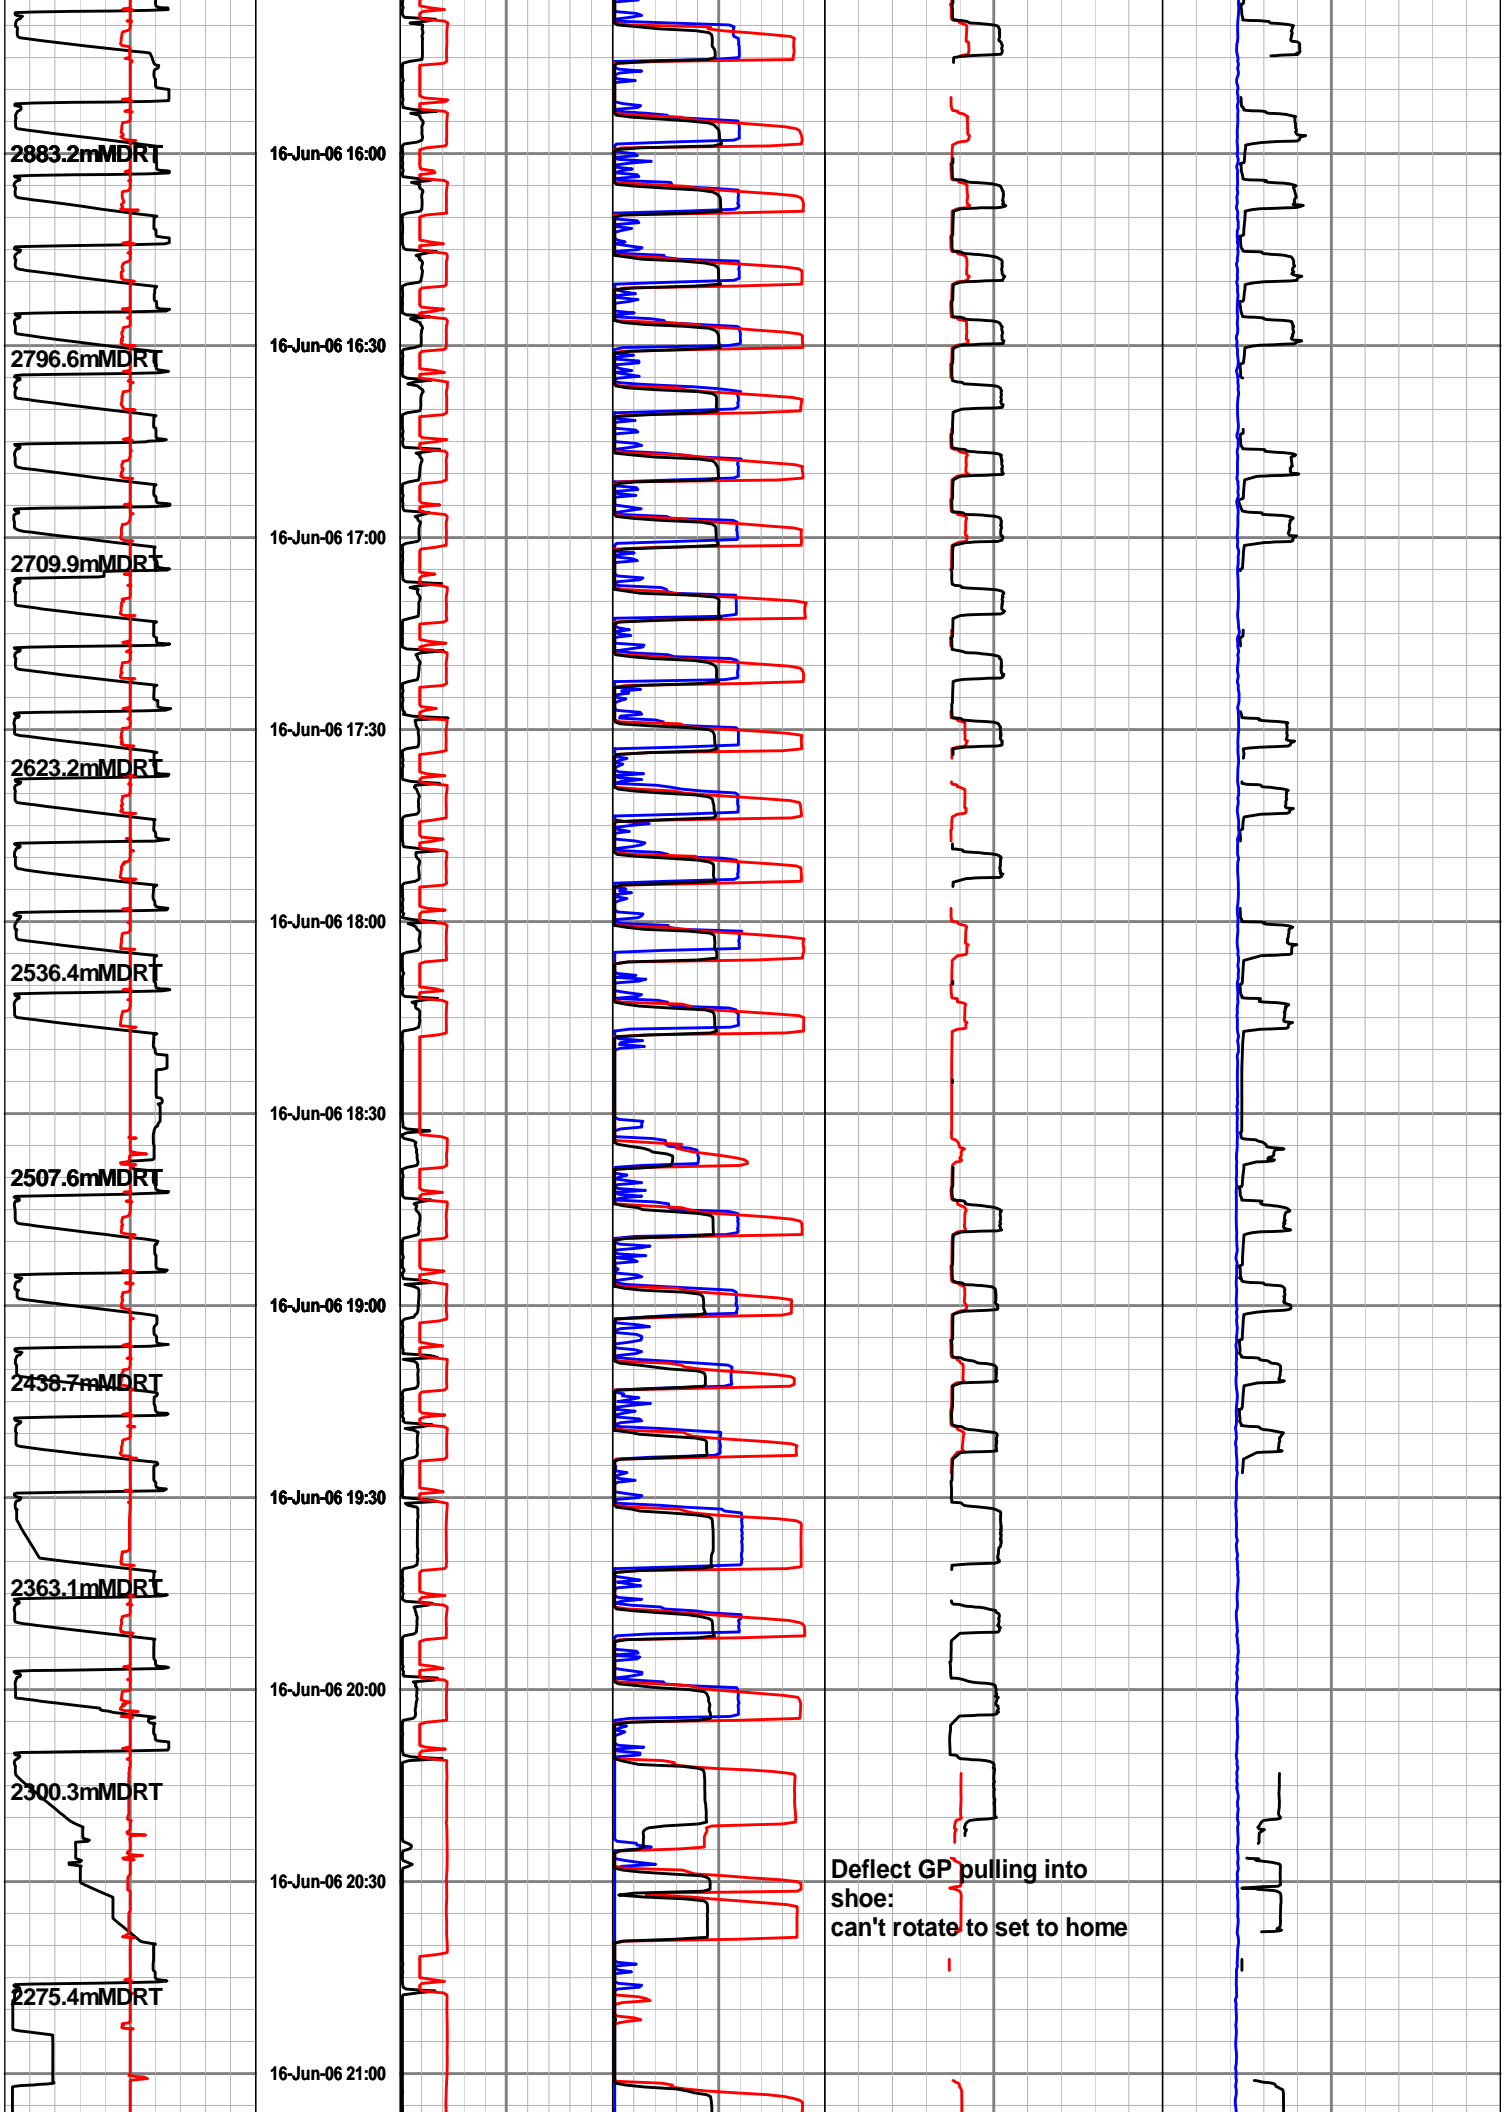 2883.2mMDRT
16-Jun-06 16:00
16-Jun-06 16:30
2796.6mMDRT
16-Jun-06 17:00
2709.9mMDRT
16-Jun-06 17:30
2623.2mMDRT
16-Jun-06 18:00
2536.4mMDRT
16-Jun-06 18:30
2507.6mMDRT
16-Jun-06 19:00
2438.7mMDRT
16-Jun-06 19:30
2363.1mMDRT
16-Jun-06 20:00
2300.3mMDRT
16-Jun-06 20:30
Deflect GP pulling into
shoe:
can't rotate to set to home
2275.4mMDRT
16-Jun-06 21:00